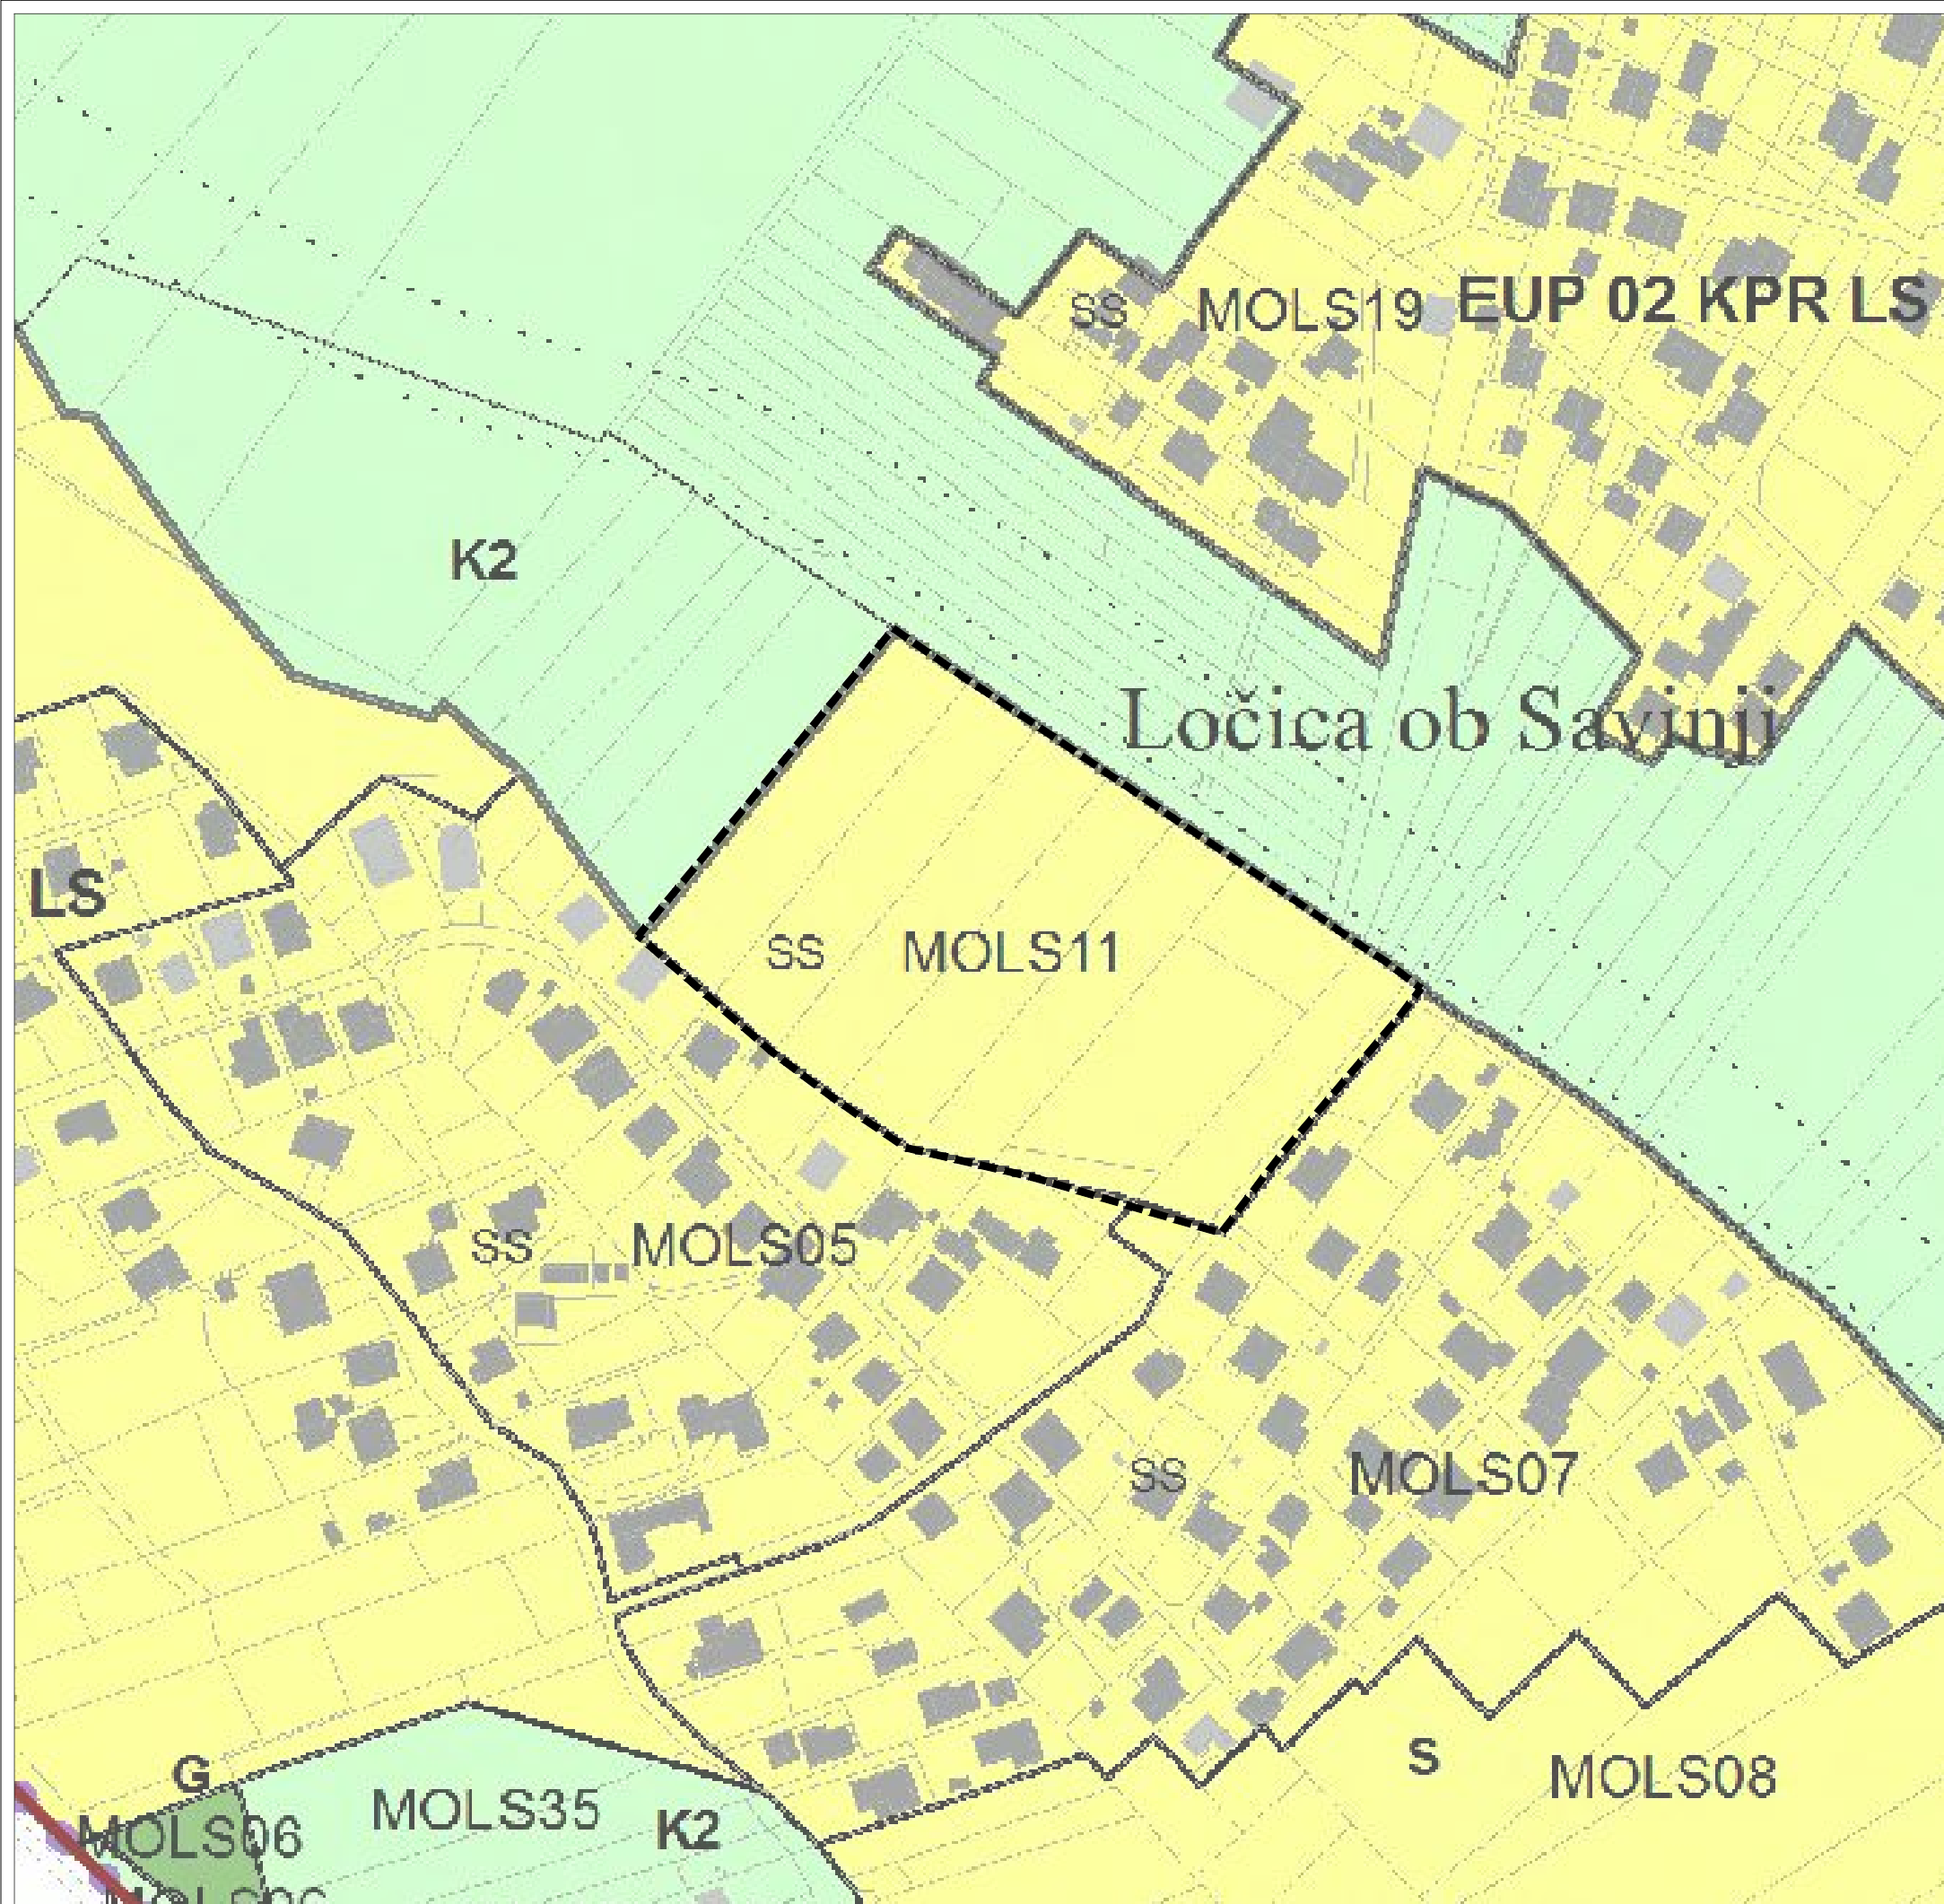 SS MOLS19 EUP 02 KPR LS
K2
Ločica ob Savinji
LS
SS MOLS11
SS MOLS05
SS MOLS07
S
MOLS08
G
MOLS35
K2
MOLS06